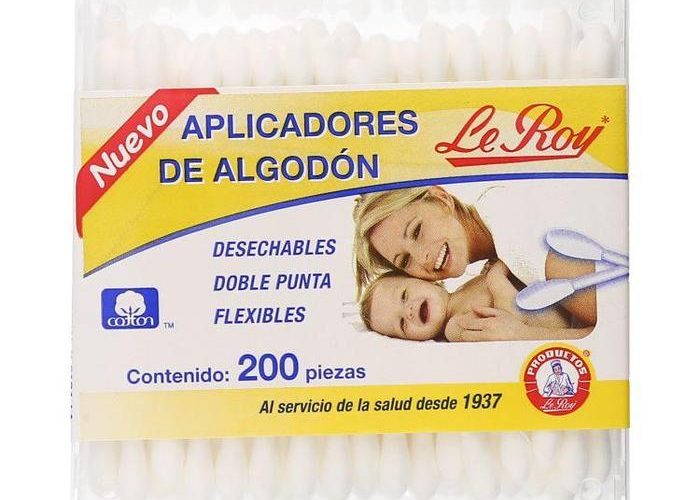 Nuevo
APLICADORES
DE ALGODÓN
Le Roy*
DESECHABLES
DOBLE PUNTA
FLEXIBLES
cotton TM
Contenido: 200 piezas
PRODUCTOS
Le Roy
Al servicio de la salud desde 1937